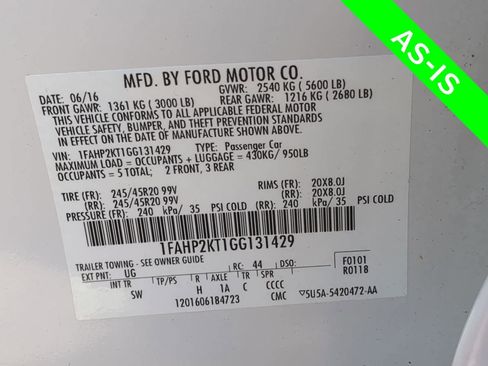 AS-IS
MFD. BY FORD MOTOR CO.
DATE: 06/16 GVWR: 2540 KG ( 5600 LB)
FRONT GAWR: 1361 KG ( 3000 LB) REAR GAWR: 1216 KG ( 2680 LB)
THIS VEHICLE CONFORMS TO ALL APPLICABLE FEDERAL MOTOR
VEHICLE SAFETY, BUMPER, AND THEFT PREVENTION STANDARDS
IN EFFECT ON THE DATE OF MANUFACTURE SHOWN ABOVE.
VIN: 1FAHP2KT1GG131429 TYPE: Passenger Car
MAXIMUM LOAD = OCCUPANTS + LUGGAGE = 430KG/ 950LB
OCCUPANTS = 5 TOTAL; 2 FRONT, 3 REAR
TIRE (FR): 245/45R20 99V RIMS (FR): 20X8.0J
(RR): 245/45R20 99V (RR): 20X8.0J
PRESSURE (FR): 240 kPa/ 35 PSI COLD (RR): 240 kPa/ 35 PSI COLD
1FAHP2KT1GG131429
TRAILER TOWING - SEE OWNER GUIDE
EXT PNT: UG RC: 44 DSO: F0101
R0118
INT TR TP/PS R AXLE TR SPR
SW H 1A C CCCC
1201606184723 CMC ▽5U5A-5420472-AA